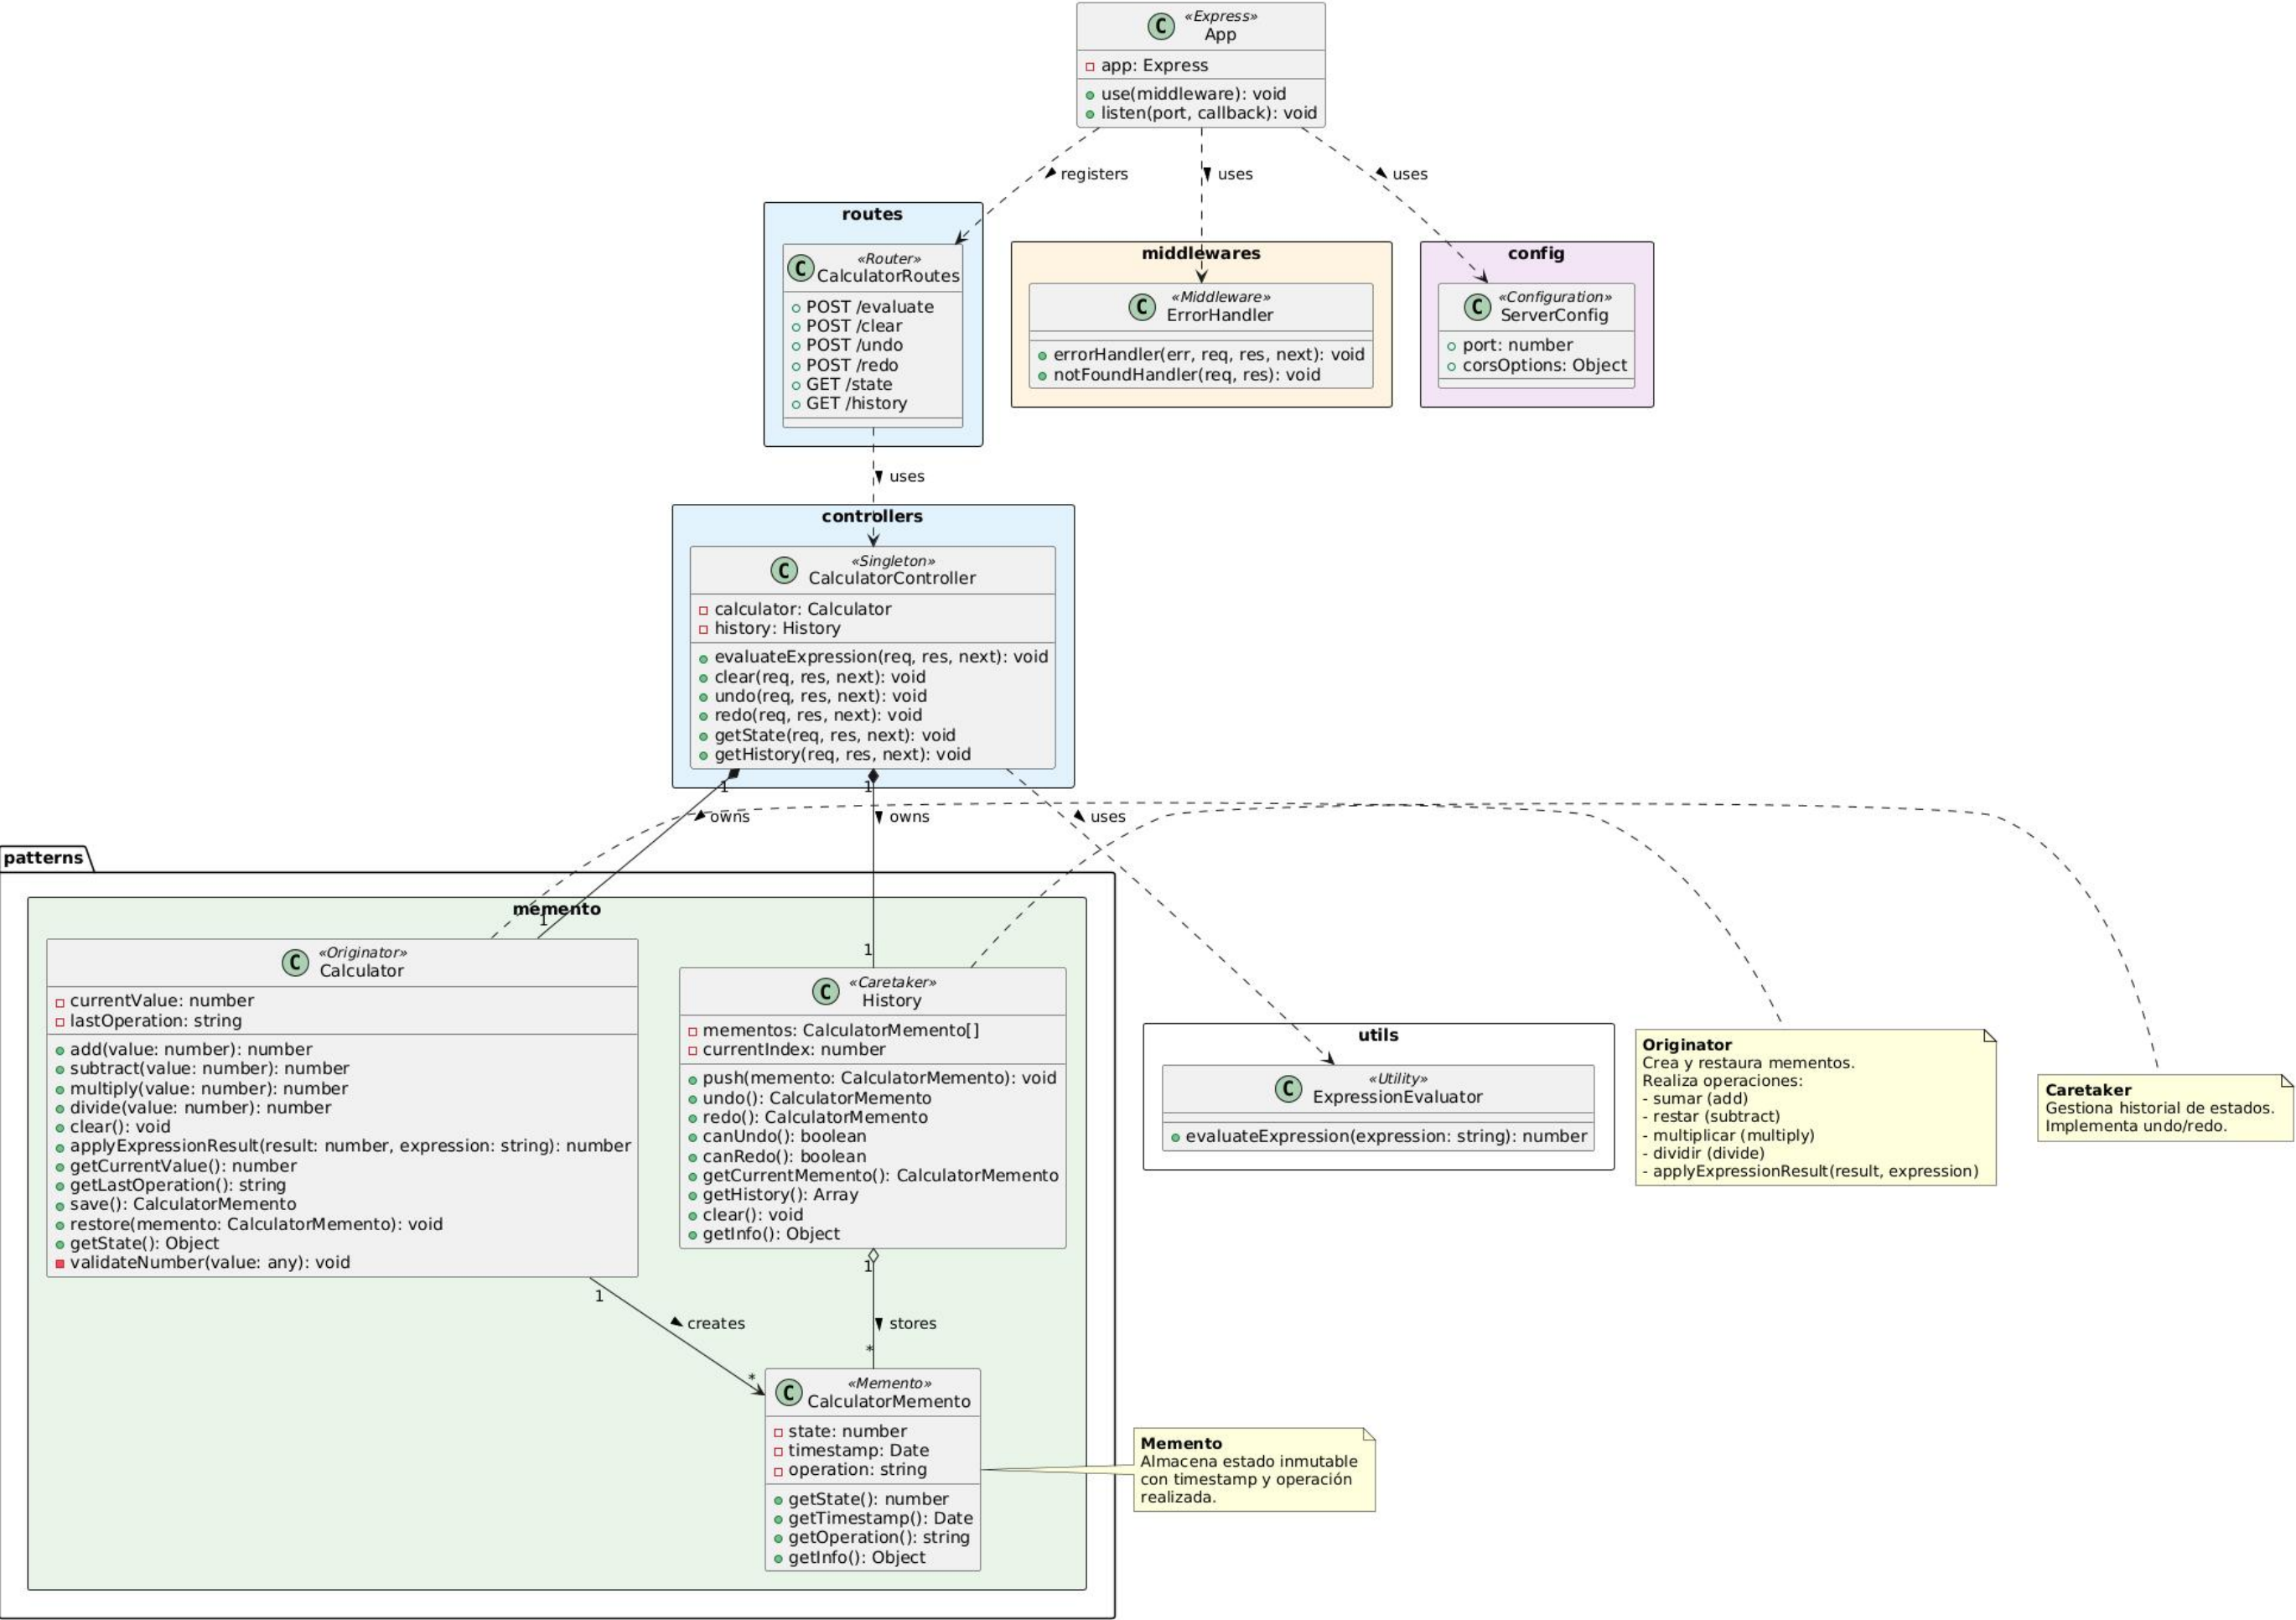 «Express»
C
App
app: Express
use(middleware): void
listen(port, callback): void
registers
uses
uses
routes
«Router»
C
CalculatorRoutes
POST /evaluate
POST /clear
POST /undo
POST /redo
GET /state
GET /history
middlewares
«Middleware»
C
ErrorHandler
errorHandler(err, req, res, next): void
notFoundHandler(req, res): void
config
«Configuration»
C
ServerConfig
port: number
corsOptions: Object
uses
controllers
«Singleton»
C
CalculatorController
calculator: Calculator
history: History
evaluateExpression(req, res, next): void
clear(req, res, next): void
undo(req, res, next): void
redo(req, res, next): void
getState(req, res, next): void
getHistory(req, res, next): void
1
1
owns
owns
uses
patterns
memento
1
1
«Originator»
C
Calculator
currentValue: number
lastOperation: string
add(value: number): number
subtract(value: number): number
multiply(value: number): number
divide(value: number): number
clear(): void
applyExpressionResult(result: number, expression: string): number
getCurrentValue(): number
getLastOperation(): string
save(): CalculatorMemento
restore(memento: CalculatorMemento): void
getState(): Object
validateNumber(value: any): void
«Caretaker»
C
History
mementos: CalculatorMemento[]
currentIndex: number
push(memento: CalculatorMemento): void
undo(): CalculatorMemento
redo(): CalculatorMemento
canUndo(): boolean
canRedo(): boolean
getCurrentMemento(): CalculatorMemento
getHistory(): Array
clear(): void
getInfo(): Object
utils
«Utility»
C
ExpressionEvaluator
evaluateExpression(expression: string): number
Originator
Crea y restaura mementos.
Realiza operaciones:
- sumar (add)
- restar (subtract)
- multiplicar (multiply)
- dividir (divide)
- applyExpressionResult(result, expression)
Caretaker
Gestiona historial de estados.
Implementa undo/redo.
1
1
creates
stores
*
*
«Memento»
C
CalculatorMemento
state: number
timestamp: Date
operation: string
getState(): number
getTimestamp(): Date
getOperation(): string
getInfo(): Object
Memento
Almacena estado inmutable
con timestamp y operación
realizada.